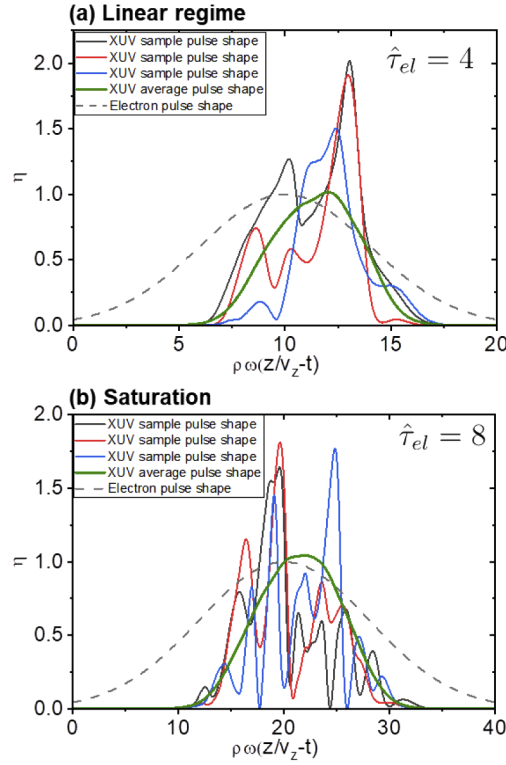 (a) Linear regime
XUV sample pulse shape
XUV sample pulse shape
XUV sample pulse shape
XUV average pulse shape
Electron pulse shape
τ̂el = 4
2.0
1.5
1.0
0.5
0.0
η
0 5 10 15 20
ρω(z/vz-t)
(b) Saturation
XUV sample pulse shape
XUV sample pulse shape
XUV sample pulse shape
XUV average pulse shape
Electron pulse shape
τ̂el = 8
2.0
1.5
1.0
0.5
0.0
η
0 10 20 30 40
ρω(z/vz-t)